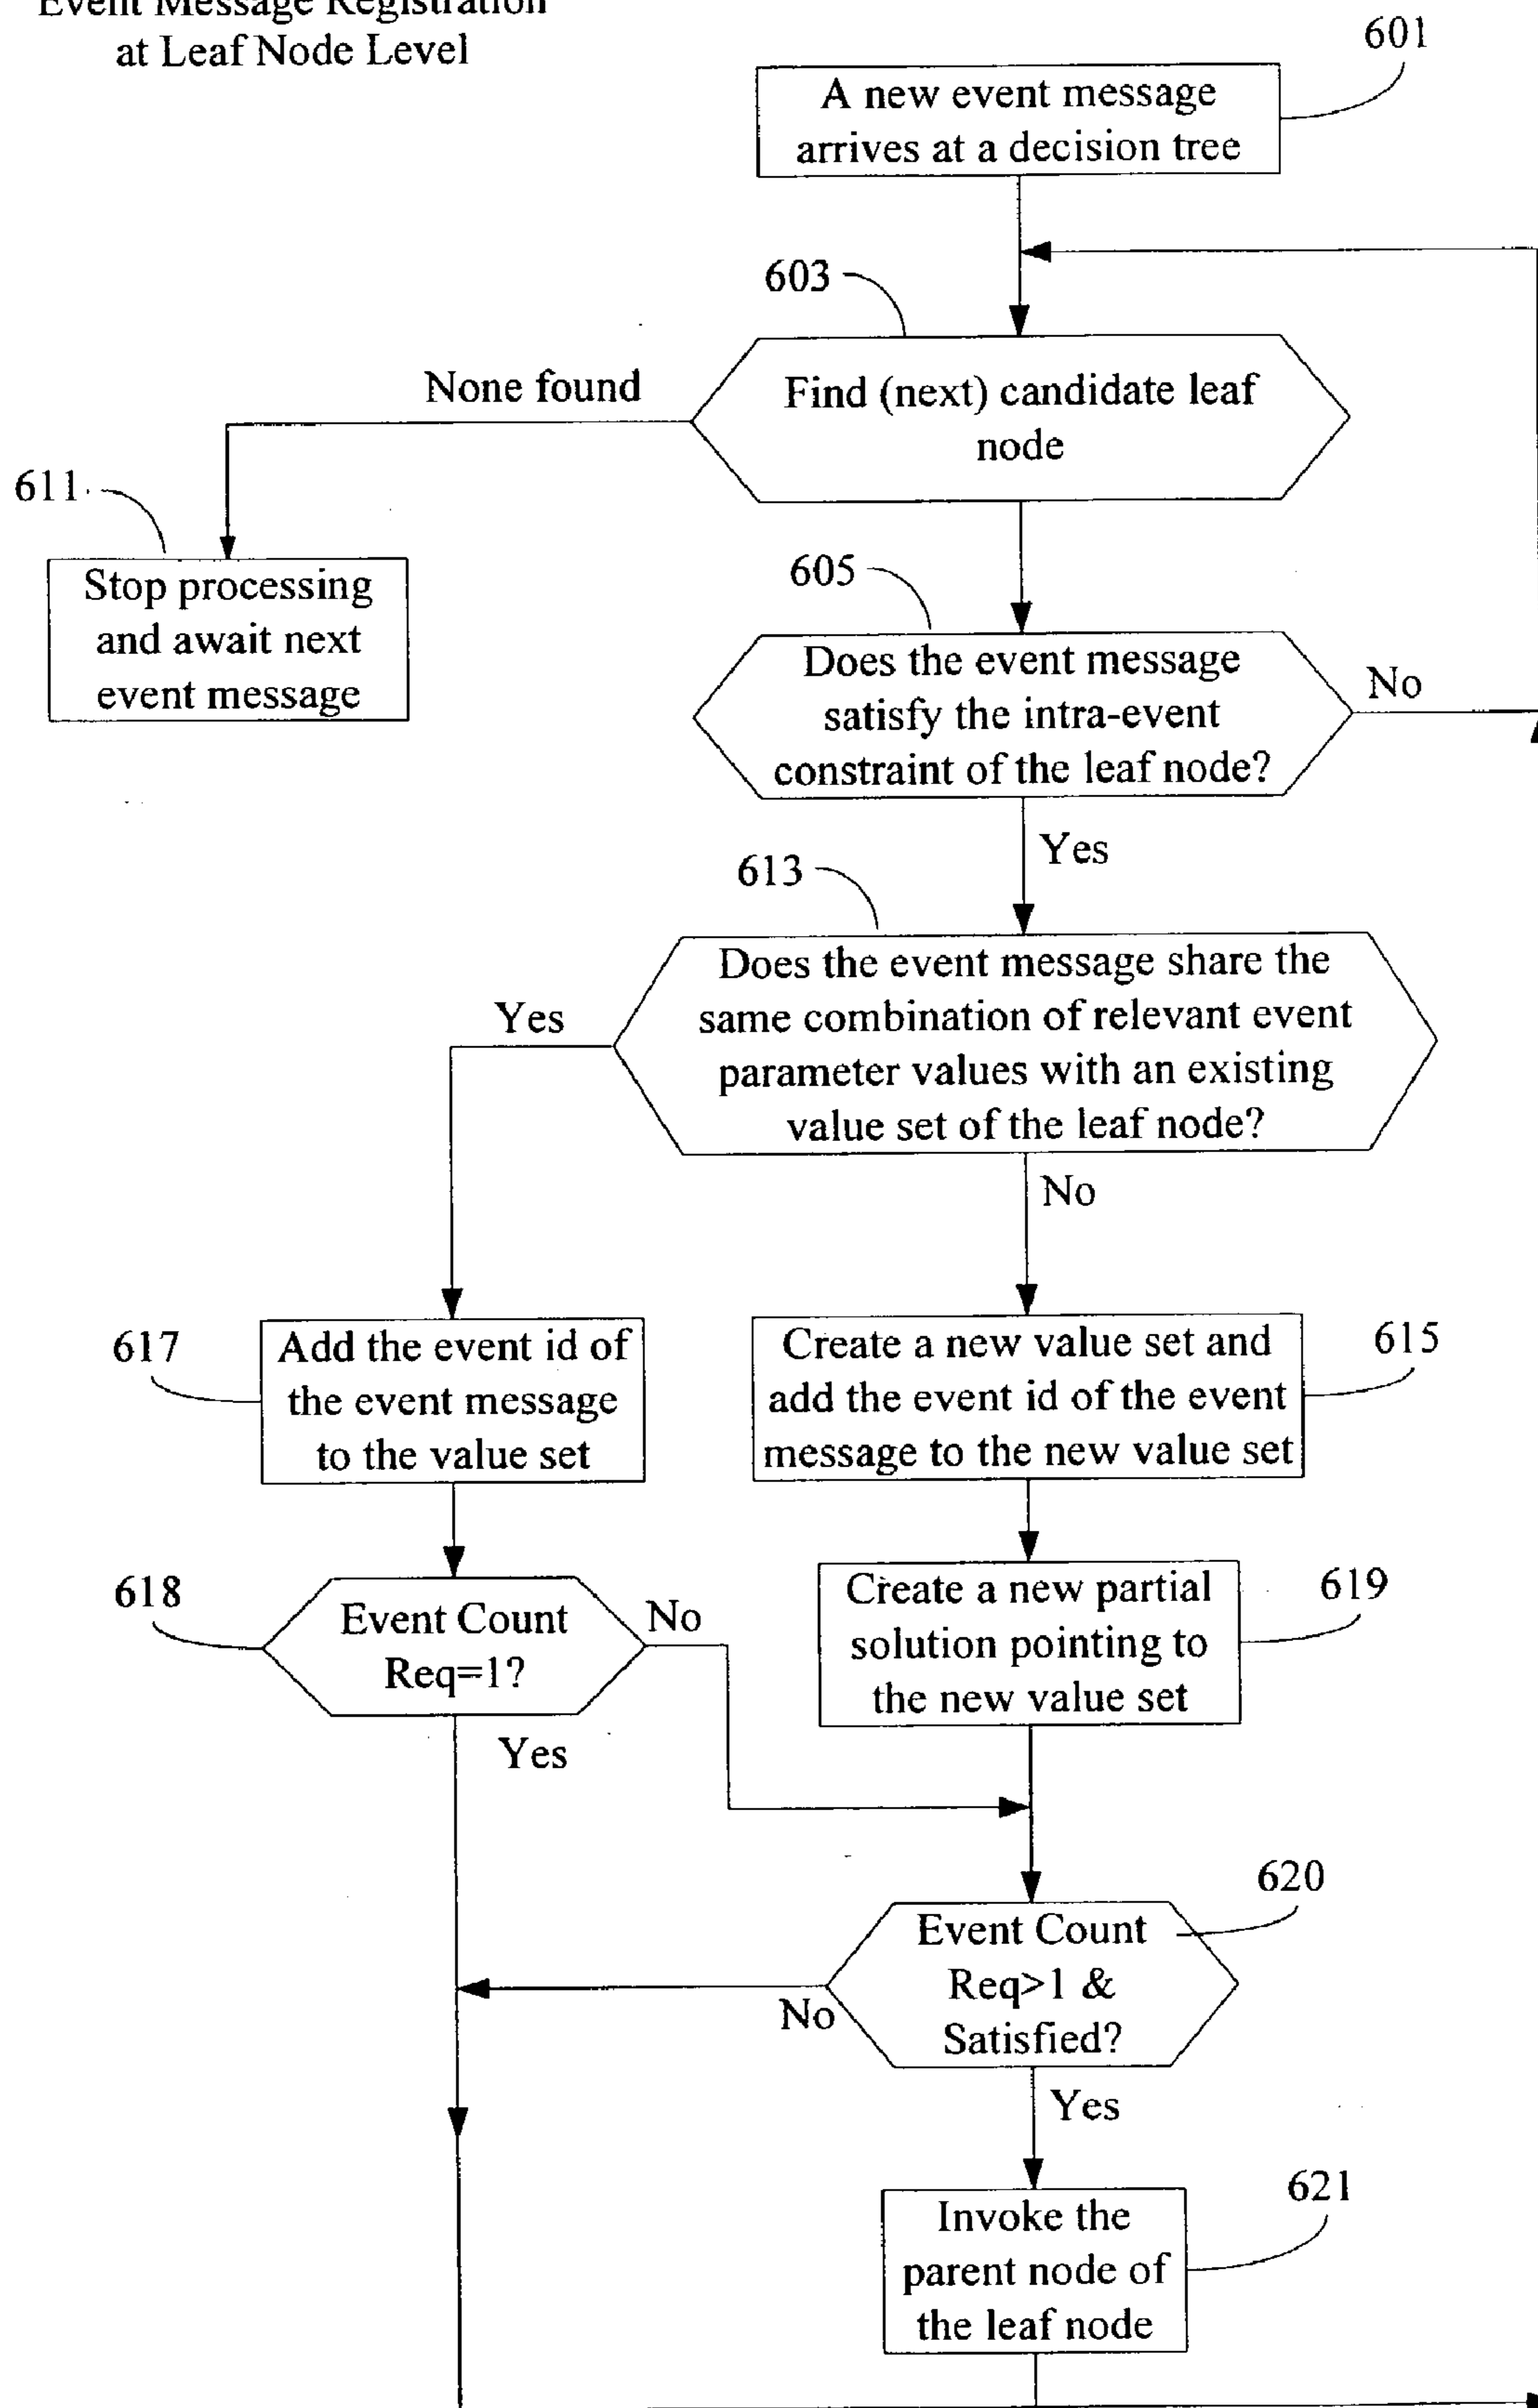 Event Message Registration
at Leaf Node Level
601
A new event message
arrives at a decision tree
603
None found
Find (next) candidate leaf
node
611
Stop processing
and await next
event message
605
Does the event message
satisfy the intra-event
constraint of the leaf node?
No
Yes
613
Does the event message share the
same combination of relevant event
parameter values with an existing
value set of the leaf node?
Yes
No
617
Add the event id of
the event message
to the value set
Create a new value set and
add the event id of the event
message to the new value set
615
618
Event Count
Req=1?
No
Yes
Create a new partial
solution pointing to
the new value set
619
620
Event Count
Req>1 &
Satisfied?
No
Yes
621
Invoke the
parent node of
the leaf node